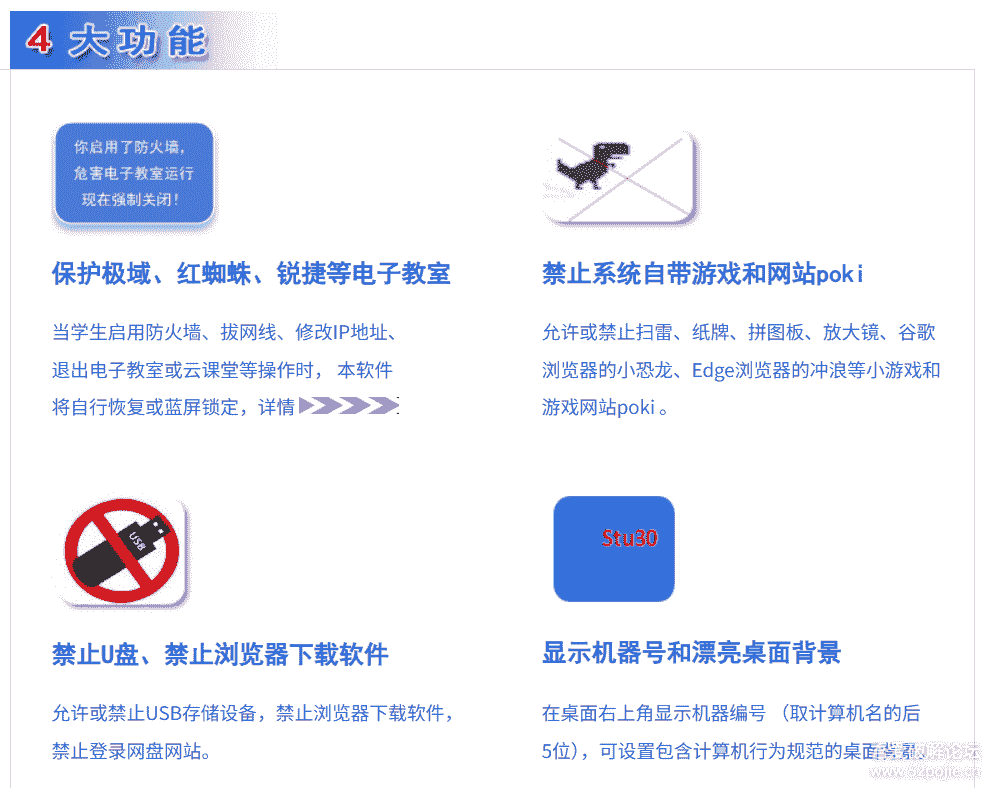 4 大功能
你启用了防火墙，
危害电子教室运行
现在强制关闭！
保护极域、红蜘蛛、锐捷等电子教室
当学生启用防火墙、拔网线、修改IP地址、
退出电子教室或云课堂等操作时， 本软件
将自行恢复或蓝屏锁定，详情
禁止系统自带游戏和网站poki
允许或禁止扫雷、纸牌、拼图板、放大镜、谷歌
浏览器的小恐龙、Edge浏览器的冲浪等小游戏和
游戏网站poki 。
USB
禁止U盘、禁止浏览器下载软件
允许或禁止USB存储设备，禁止浏览器下载软件，
禁止登录网盘网站。
Stu30
显示机器号和漂亮桌面背景
在桌面右上角显示机器编号 （取计算机名的后
5位），可设置包含计算机行为规范的桌面背景。
吾爱破解论坛
www.52pojie.cn